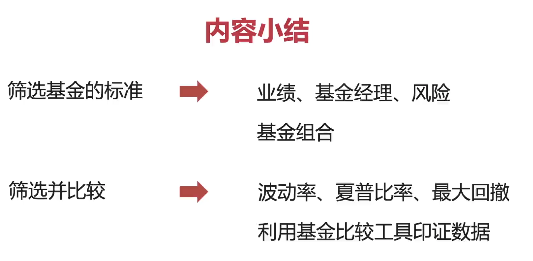 内容小结
筛选基金的标准
业绩、基金经理、风险
基金组合
筛选并比较
波动率、夏普比率、最大回撤
利用基金比较工具印证数据